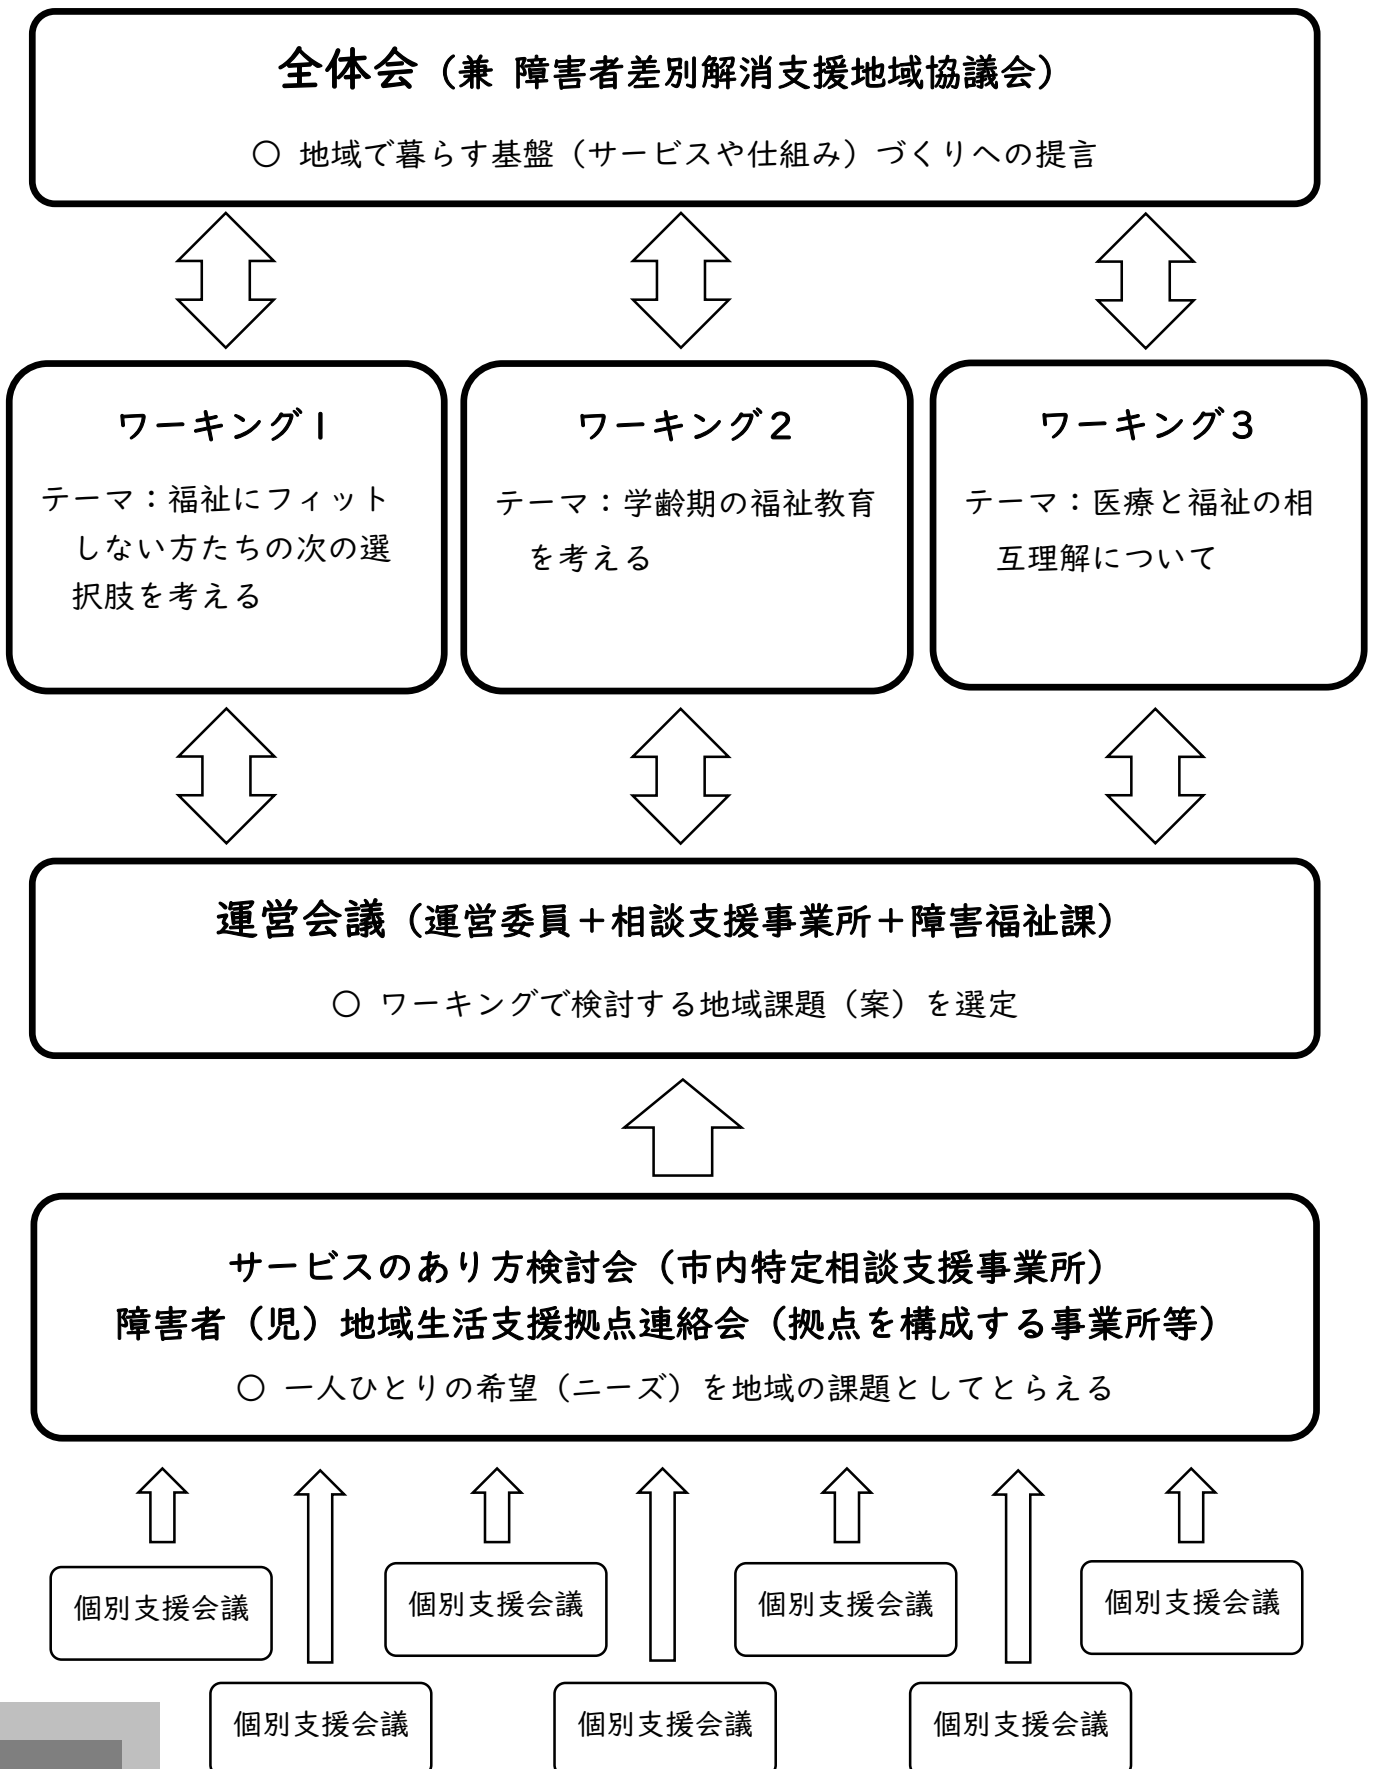 全体会（兼 障害者差別解消支援地域協議会）
○ 地域で暮らす基盤（サービスや仕組み）づくりへの提言
ワーキング１
テーマ：福祉にフィット
しない方たちの次の選
択肢を考える
ワーキング２
テーマ：学齢期の福祉教育
を考える
ワーキング３
テーマ：医療と福祉の相
互理解について
運営会議（運営委員＋相談支援事業所＋障害福祉課）
○ ワーキングで検討する地域課題（案）を選定
サービスのあり方検討会（市内特定相談支援事業所）
障害者（児）地域生活支援拠点連絡会（拠点を構成する事業所等）
○ 一人ひとりの希望（ニーズ）を地域の課題としてとらえる
個別支援会議
個別支援会議
個別支援会議
個別支援会議
個別支援会議
個別支援会議
個別支援会議